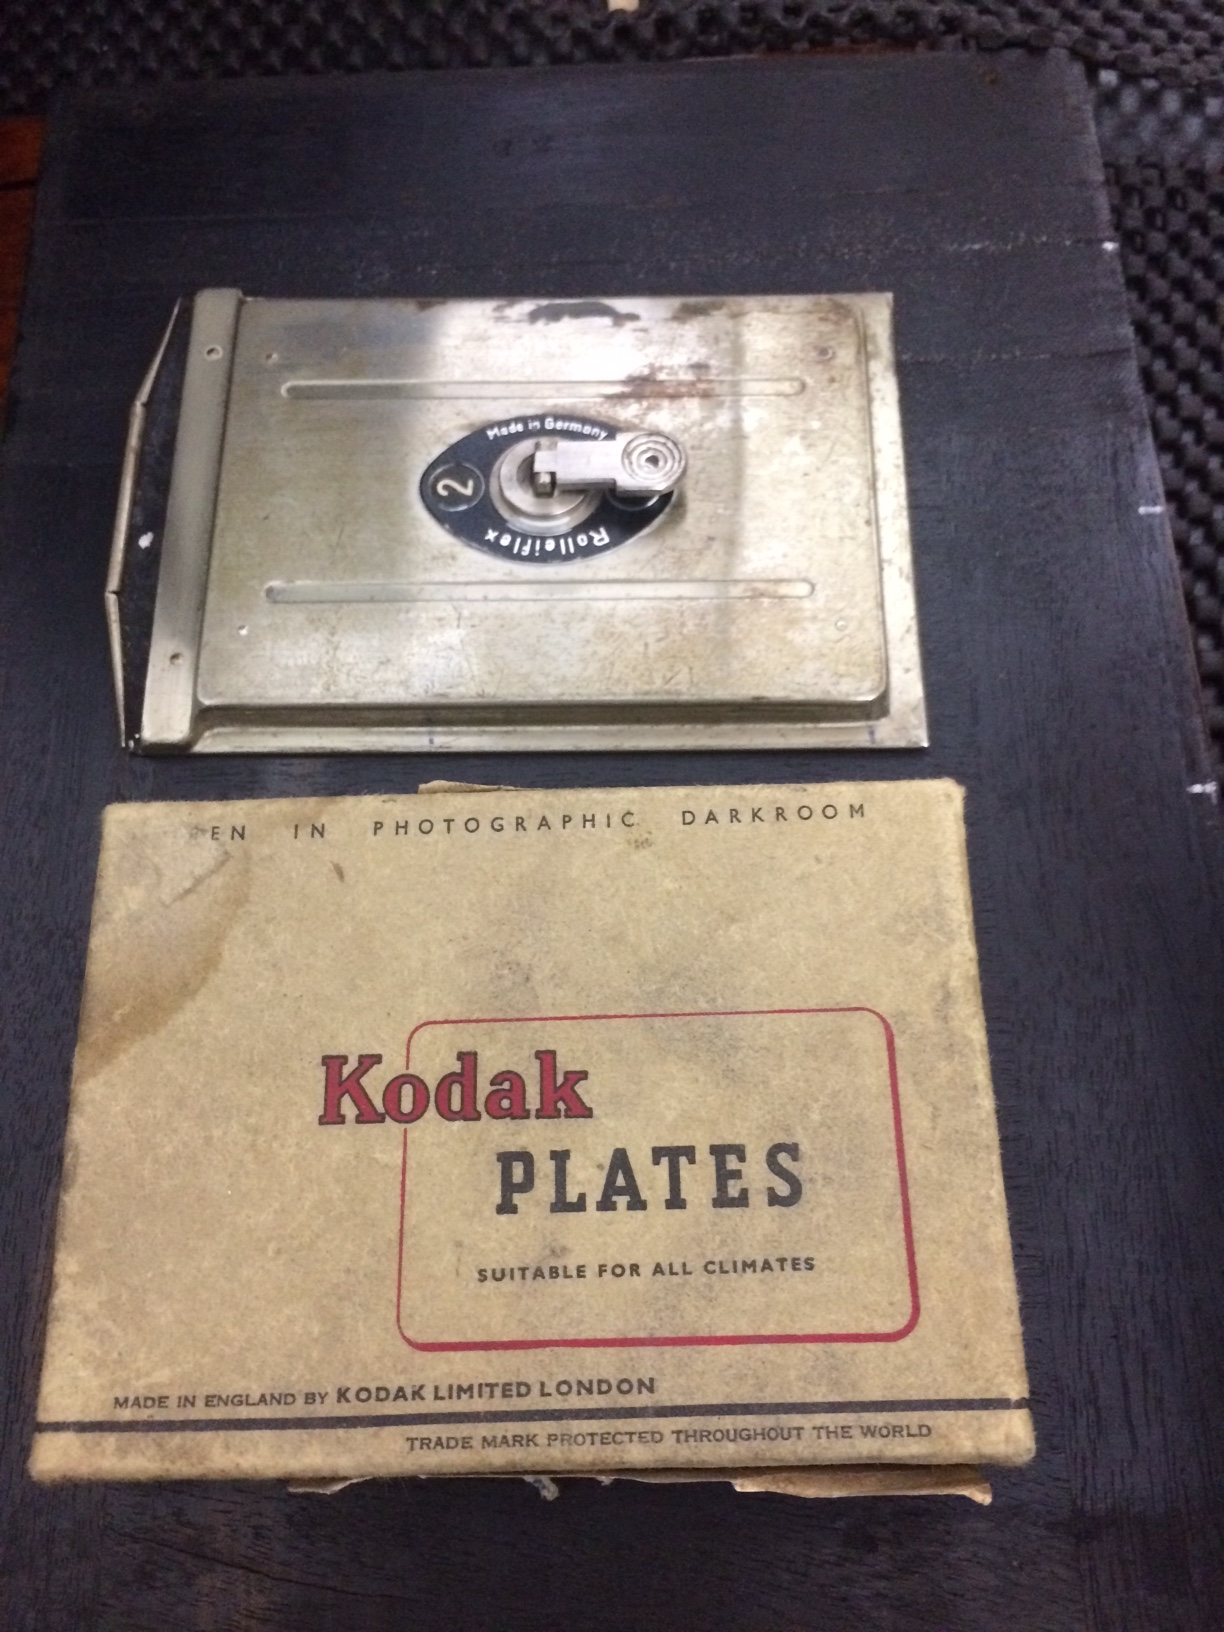 Made in Germany
2
Rolleiflex
IN PHOTOGRAPHIC DARKROOM
Kodak
PLATES
SUITABLE FOR ALL CLIMATES
MADE IN ENGLAND BY KODAK LIMITED LONDON
TRADE MARK PROTECTED THROUGHOUT THE WORLD